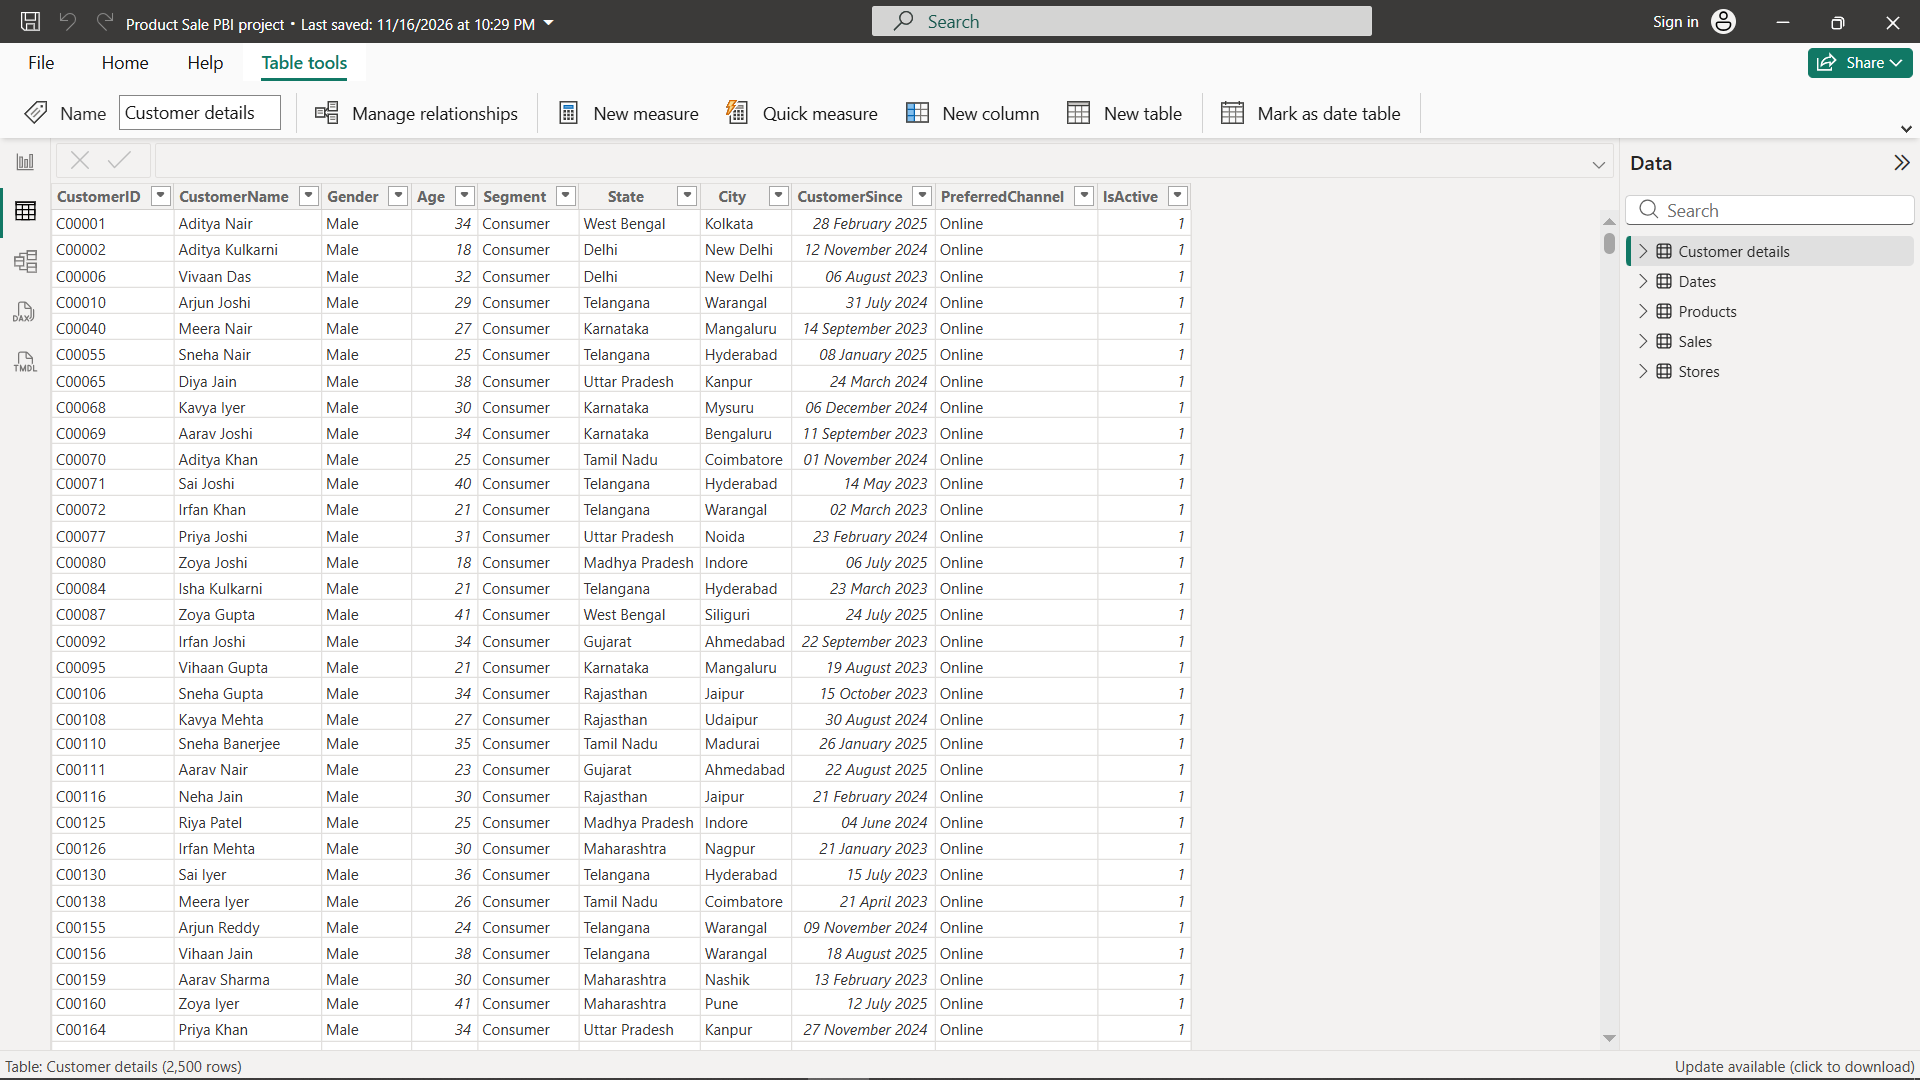 Product Sale PBI project • Last saved: 11/16/2026 at 10:29 PM
Search
Sign in
File Home Help Table tools
Share
Name Customer details Manage relationships New measure Quick measure New column New table Mark as date table
CustomerID CustomerName Gender Age Segment State City CustomerSince PreferredChannel IsActive
C00001 Aditya Nair Male 34 Consumer West Bengal Kolkata 28 February 2025 Online 1
C00002 Aditya Kulkarni Male 18 Consumer Delhi New Delhi 12 November 2024 Online 1
C00006 Vivaan Das Male 32 Consumer Delhi New Delhi 06 August 2023 Online 1
C00010 Arjun Joshi Male 29 Consumer Telangana Warangal 31 July 2024 Online 1
C00040 Meera Nair Male 27 Consumer Karnataka Mangaluru 14 September 2023 Online 1
C00055 Sneha Nair Male 25 Consumer Telangana Hyderabad 08 January 2025 Online 1
C00065 Diya Jain Male 38 Consumer Uttar Pradesh Kanpur 24 March 2024 Online 1
C00068 Kavya Iyer Male 30 Consumer Karnataka Mysuru 06 December 2024 Online 1
C00069 Aarav Joshi Male 34 Consumer Karnataka Bengaluru 11 September 2023 Online 1
C00070 Aditya Khan Male 25 Consumer Tamil Nadu Coimbatore 01 November 2024 Online 1
C00071 Sai Joshi Male 40 Consumer Telangana Hyderabad 14 May 2023 Online 1
C00072 Irfan Khan Male 21 Consumer Telangana Warangal 02 March 2023 Online 1
C00077 Priya Joshi Male 31 Consumer Uttar Pradesh Noida 23 February 2024 Online 1
C00080 Zoya Joshi Male 18 Consumer Madhya Pradesh Indore 06 July 2025 Online 1
C00084 Isha Kulkarni Male 21 Consumer Telangana Hyderabad 23 March 2023 Online 1
C00087 Zoya Gupta Male 41 Consumer West Bengal Siliguri 24 July 2025 Online 1
C00092 Irfan Joshi Male 34 Consumer Gujarat Ahmedabad 22 September 2023 Online 1
C00095 Vihaan Gupta Male 21 Consumer Karnataka Mangaluru 19 August 2023 Online 1
C00106 Sneha Gupta Male 34 Consumer Rajasthan Jaipur 15 October 2023 Online 1
C00108 Kavya Mehta Male 27 Consumer Rajasthan Udaipur 30 August 2024 Online 1
C00110 Sneha Banerjee Male 35 Consumer Tamil Nadu Madurai 26 January 2025 Online 1
C00111 Aarav Nair Male 23 Consumer Gujarat Ahmedabad 22 August 2025 Online 1
C00116 Neha Jain Male 30 Consumer Rajasthan Jaipur 21 February 2024 Online 1
C00125 Riya Patel Male 25 Consumer Madhya Pradesh Indore 04 June 2024 Online 1
C00126 Irfan Mehta Male 30 Consumer Maharashtra Nagpur 21 January 2023 Online 1
C00130 Sai Iyer Male 36 Consumer Telangana Hyderabad 15 July 2023 Online 1
C00138 Meera Iyer Male 26 Consumer Tamil Nadu Coimbatore 21 April 2023 Online 1
C00155 Arjun Reddy Male 24 Consumer Telangana Warangal 09 November 2024 Online 1
C00156 Vihaan Jain Male 38 Consumer Telangana Warangal 18 August 2025 Online 1
C00159 Aarav Sharma Male 30 Consumer Maharashtra Nashik 13 February 2023 Online 1
C00160 Zoya Iyer Male 41 Consumer Maharashtra Pune 12 July 2025 Online 1
C00164 Priya Khan Male 34 Consumer Uttar Pradesh Kanpur 27 November 2024 Online 1
DAX
TMDL
Data
Search
Customer details
Dates
Products
Sales
Stores
Table: Customer details (2,500 rows)
Update available (click to download)